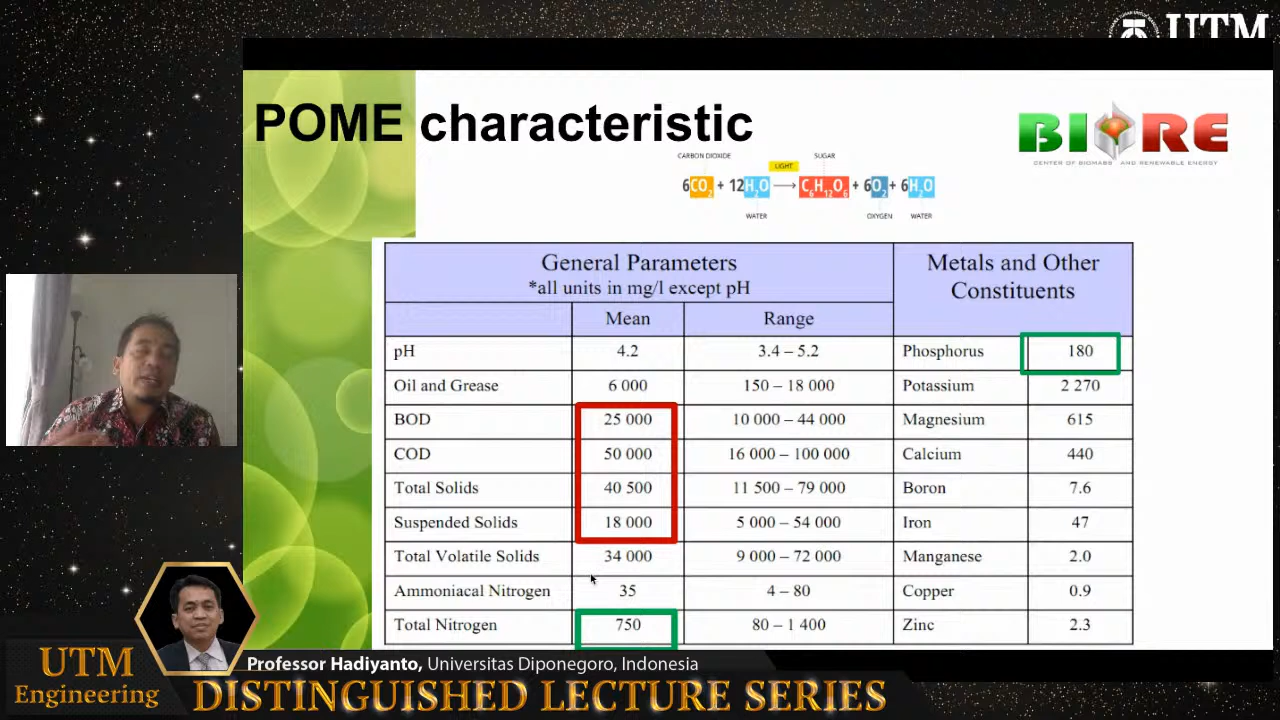 UTM
POME characteristic
BIORE
CENTER OF BIOMASS AND RENEWABLE ENERGY
CARBON DIOXIDE LIGHT SUGAR
6CO2 + 12H2O → C6H12O6 + 6O2 + 6H2O
WATER OXYGEN WATER
General Parameters
*all units in mg/l except pH
Metals and Other
Constituents
Mean Range
pH 4.2 3.4 – 5.2 Phosphorus 180
Oil and Grease 6 000 150 – 18 000 Potassium 2 270
BOD 25 000 10 000 – 44 000 Magnesium 615
COD 50 000 16 000 – 100 000 Calcium 440
Total Solids 40 500 11 500 – 79 000 Boron 7.6
Suspended Solids 18 000 5 000 – 54 000 Iron 47
Total Volatile Solids 34 000 9 000 – 72 000 Manganese 2.0
Ammoniacal Nitrogen 35 4 – 80 Copper 0.9
Total Nitrogen 750 80 – 1 400 Zinc 2.3
UTM
Engineering
Professor Hadiyanto, Universitas Diponegoro, Indonesia
DISTINGUISHED LECTURE SERIES